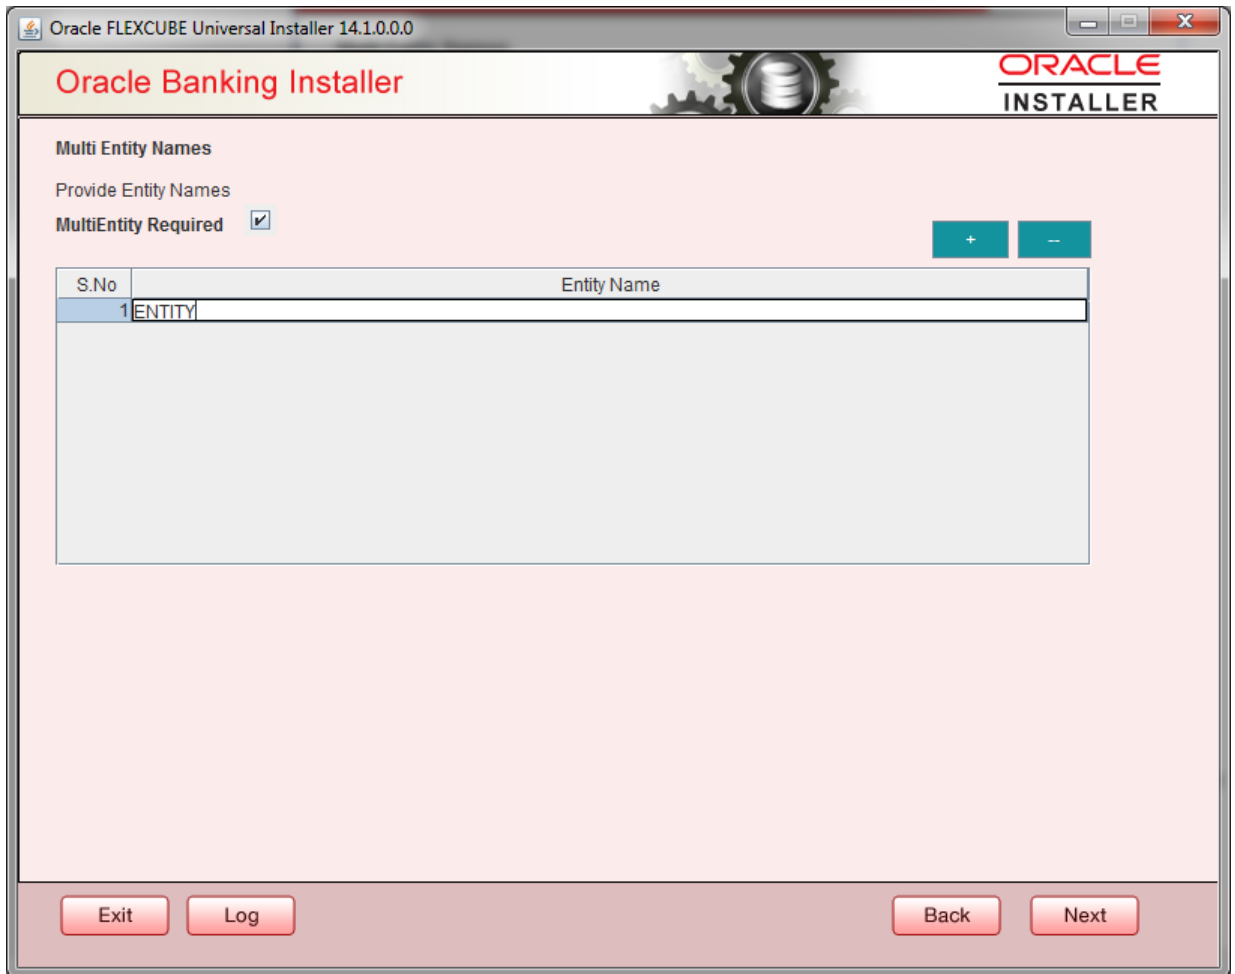 Oracle FLEXCUBE Universal Installer 14.1.0.0.0
Oracle Banking Installer
ORACLE
INSTALLER
Multi Entity Names
Provide Entity Names
MultiEntity Required
+ --
S.No Entity Name
1 ENTITY
Exit Log Back Next